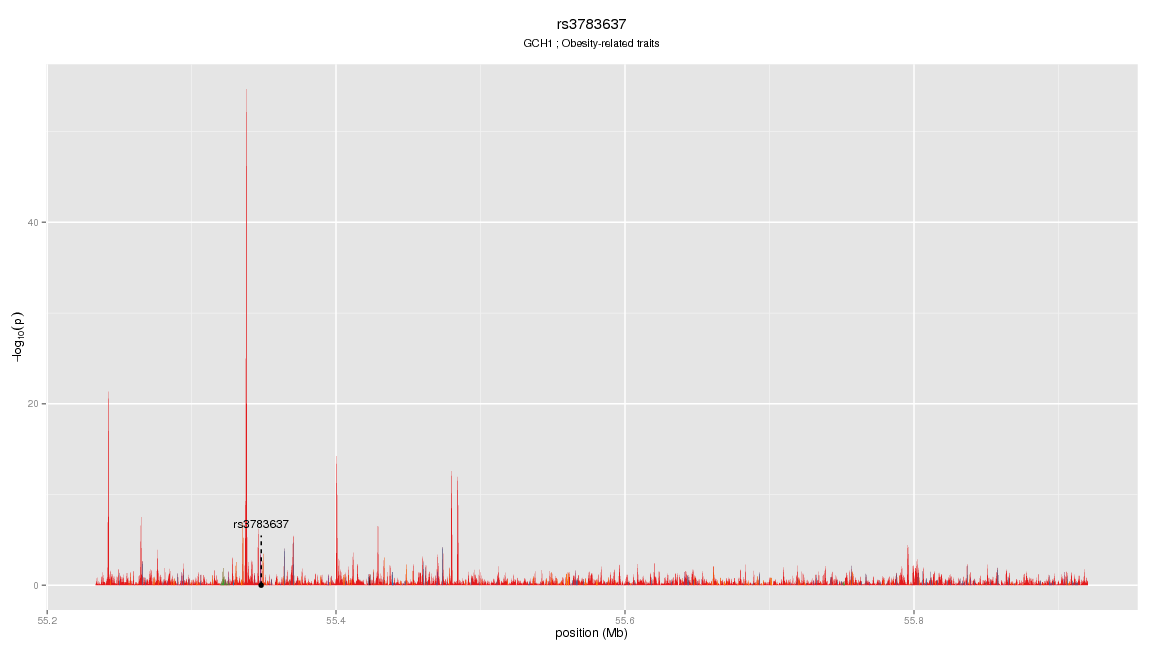 rs3783637
GCH1 ; Obesity-related traits
-log10(p)
40
20
0
rs3783637
55.2
55.4
55.6
55.8
position (Mb)